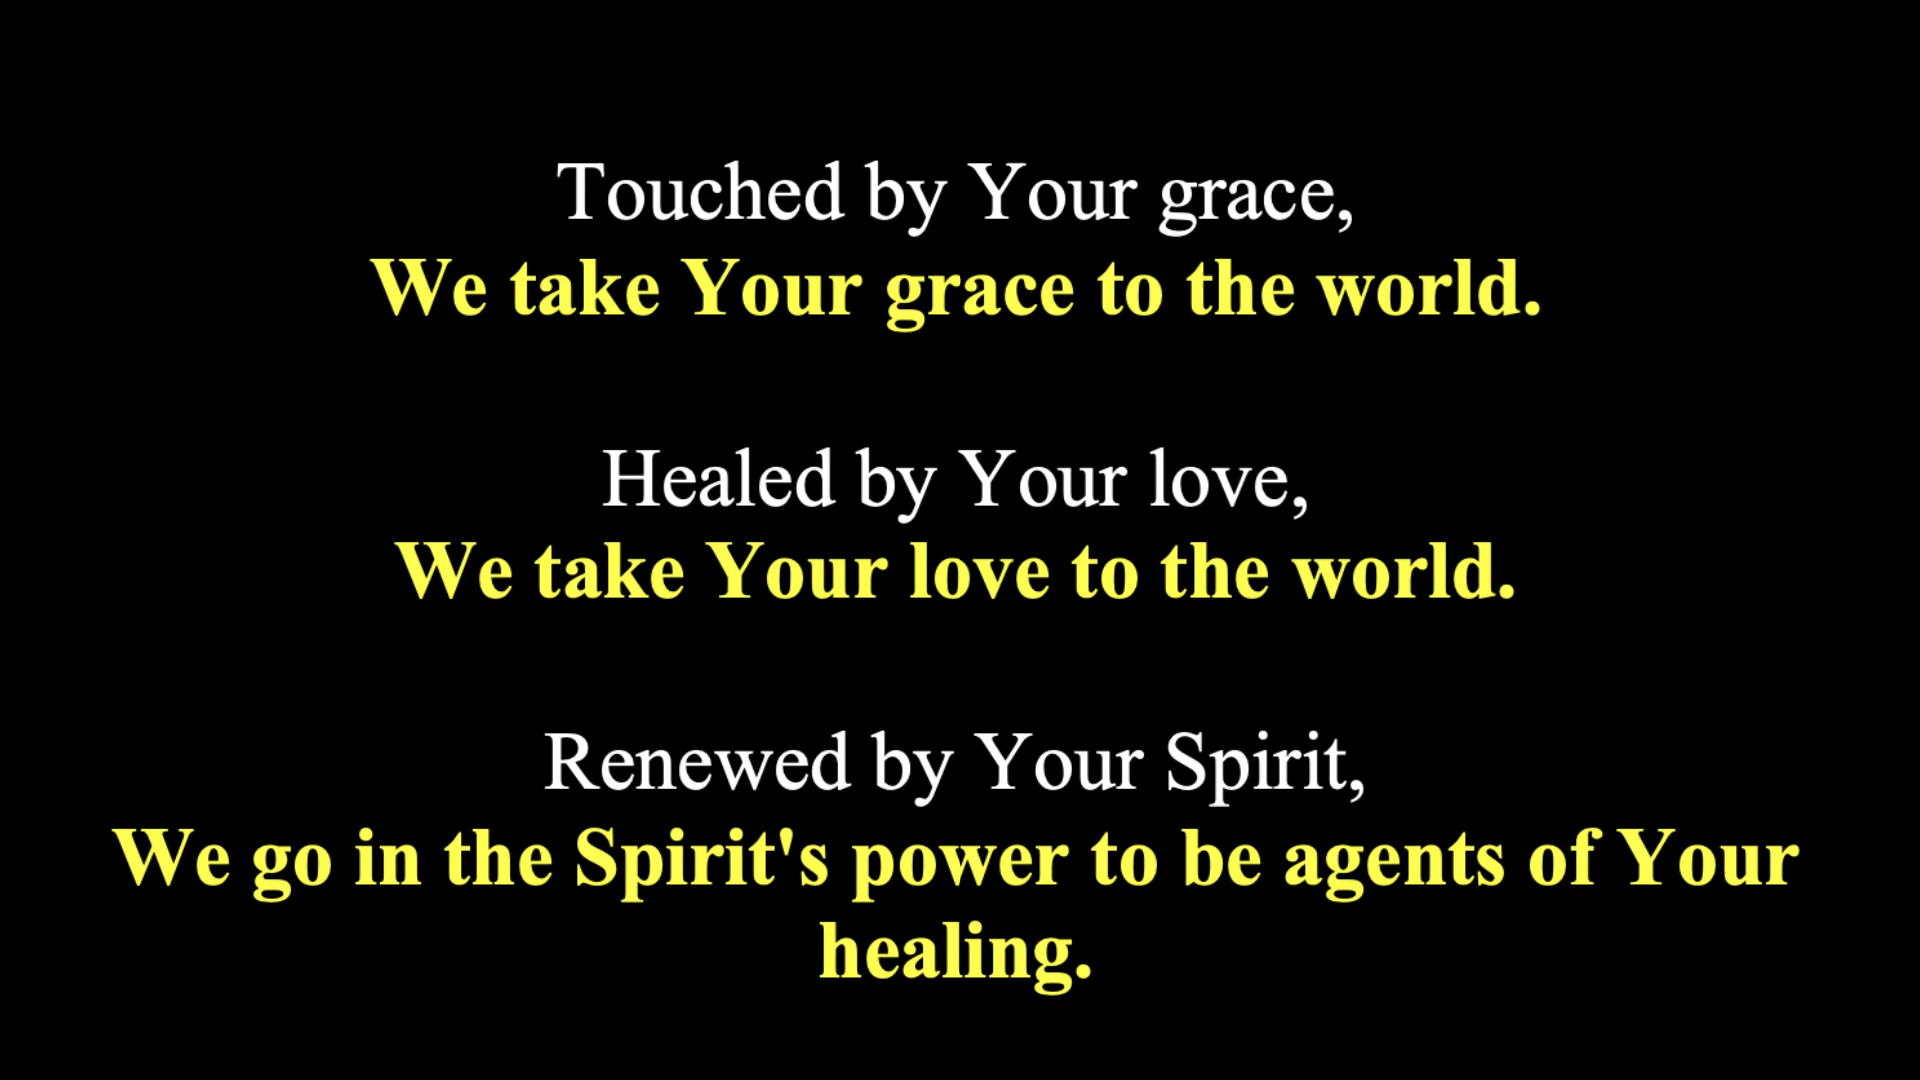 Touched by Your grace,
We take Your grace to the world.
Healed by Your love,
We take Your love to the world.
Renewed by Your Spirit,
We go in the Spirit's power to be agents of Your
healing.